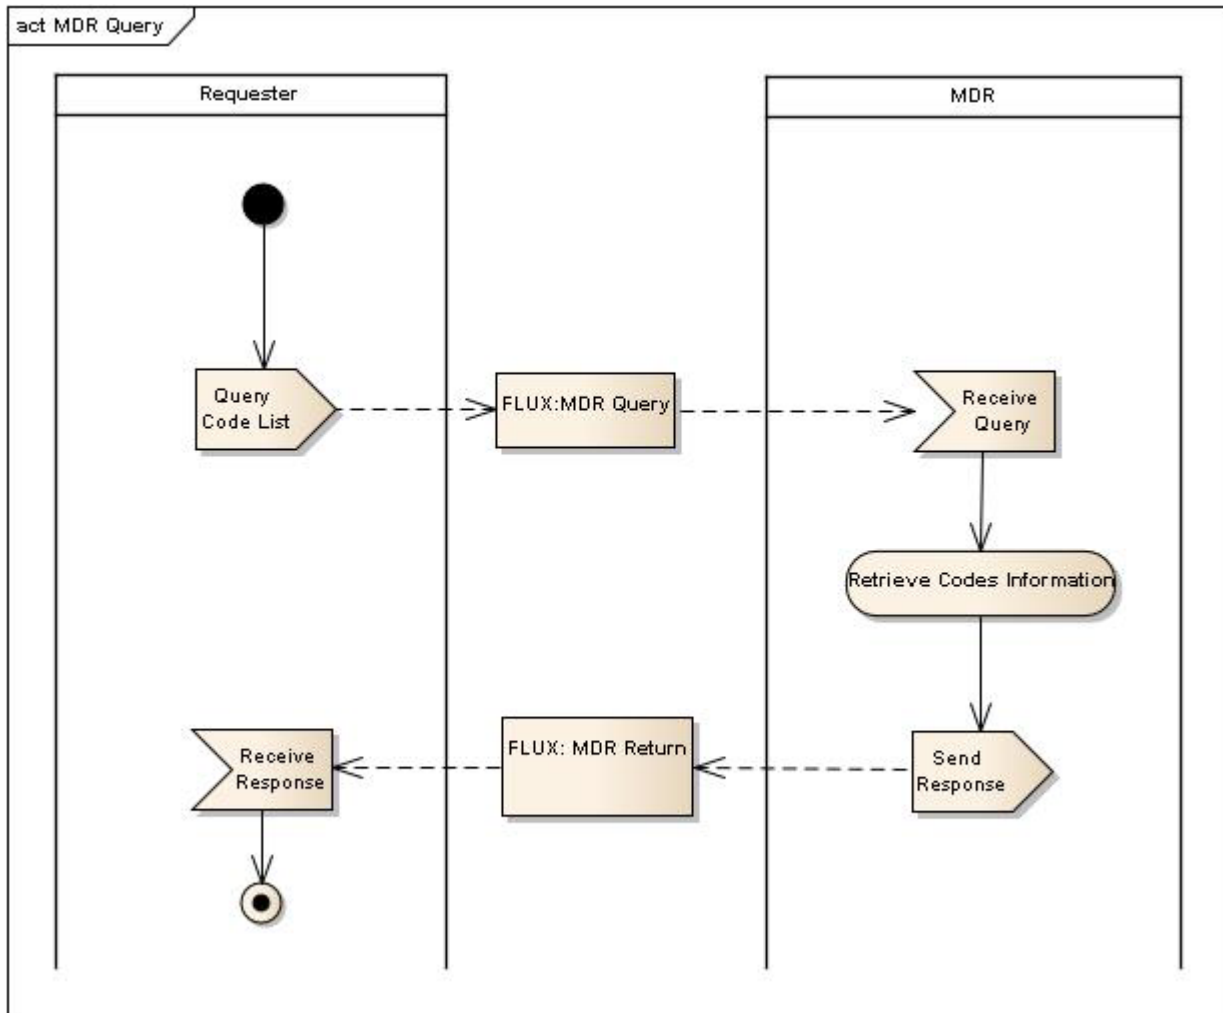 act MDR Query
Requester
MDR
Query
Code List
FLUX:MDR Query
Receive
Query
Retrieve Codes Information
Receive
Response
FLUX: MDR Return
Send
Response